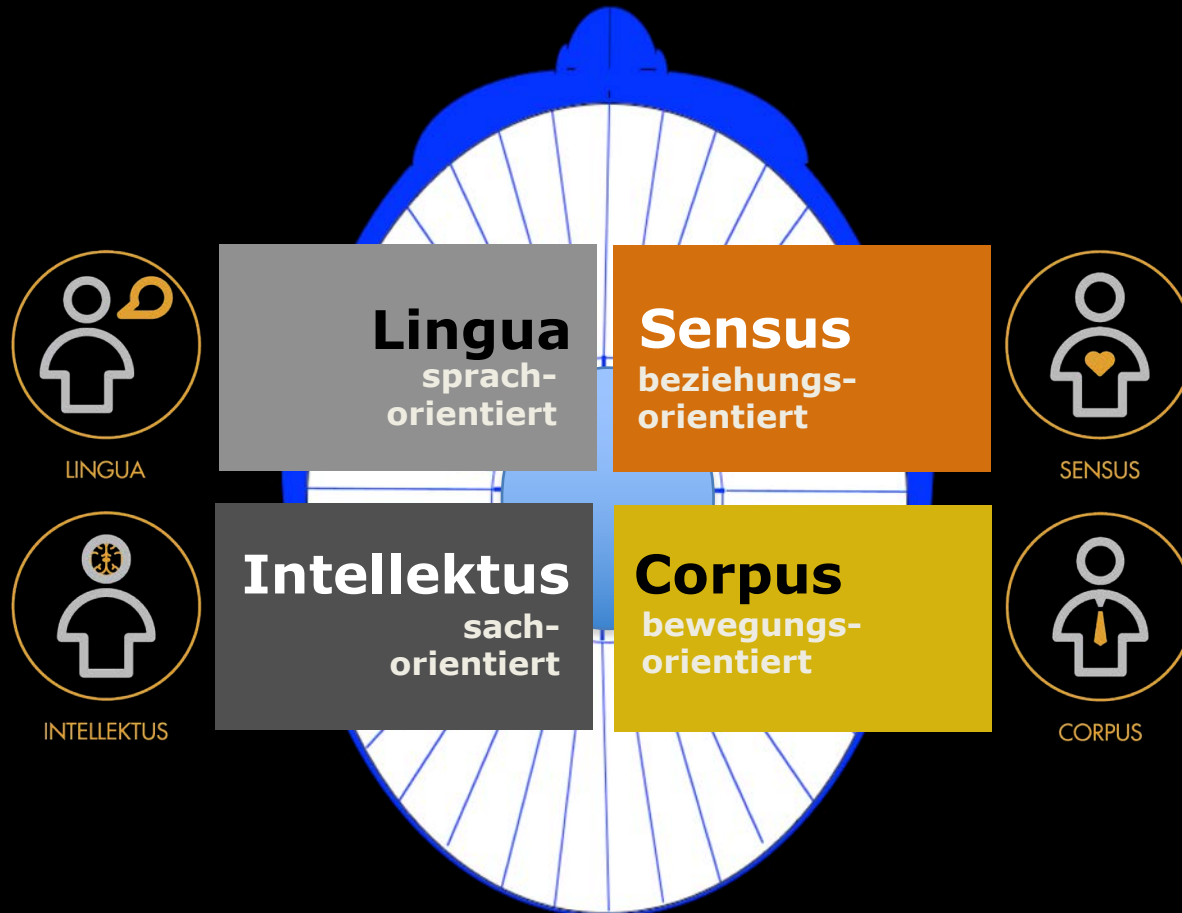 Lingua
sprach-
orientiert
Sensus
beziehungs-
orientiert
LINGUA
SENSUS
Intellektus
sach-
orientiert
Corpus
bewegungs-
orientiert
INTELLEKTUS
CORPUS